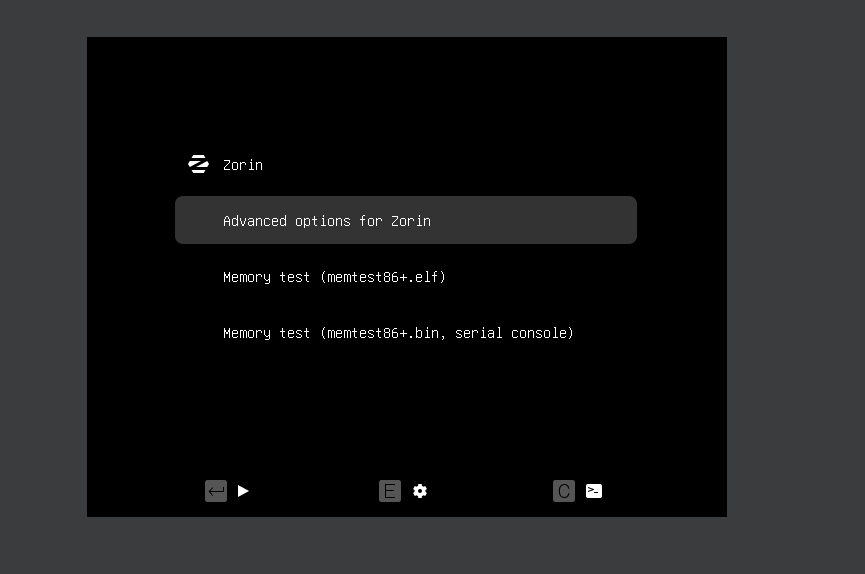 Zorin
Advanced options for Zorin
Memory test (memtest86+.elf)
Memory test (memtest86+.bin, serial console)
E C